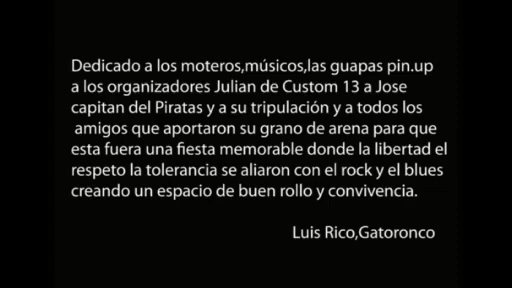 Dedicado a los moteros,músicos,las guapas pin.up
a los organizadores Julian de Custom 13 a Jose
capitan del Piratas y a su tripulación y a todos los
amigos que aportaron su grano de arena para que
esta fuera una fiesta memorable donde la libertad el
respeto la tolerancia se aliaron con el rock y el blues
creando un espacio de buen rollo y convivencia.
Luis Rico,Gatoronco